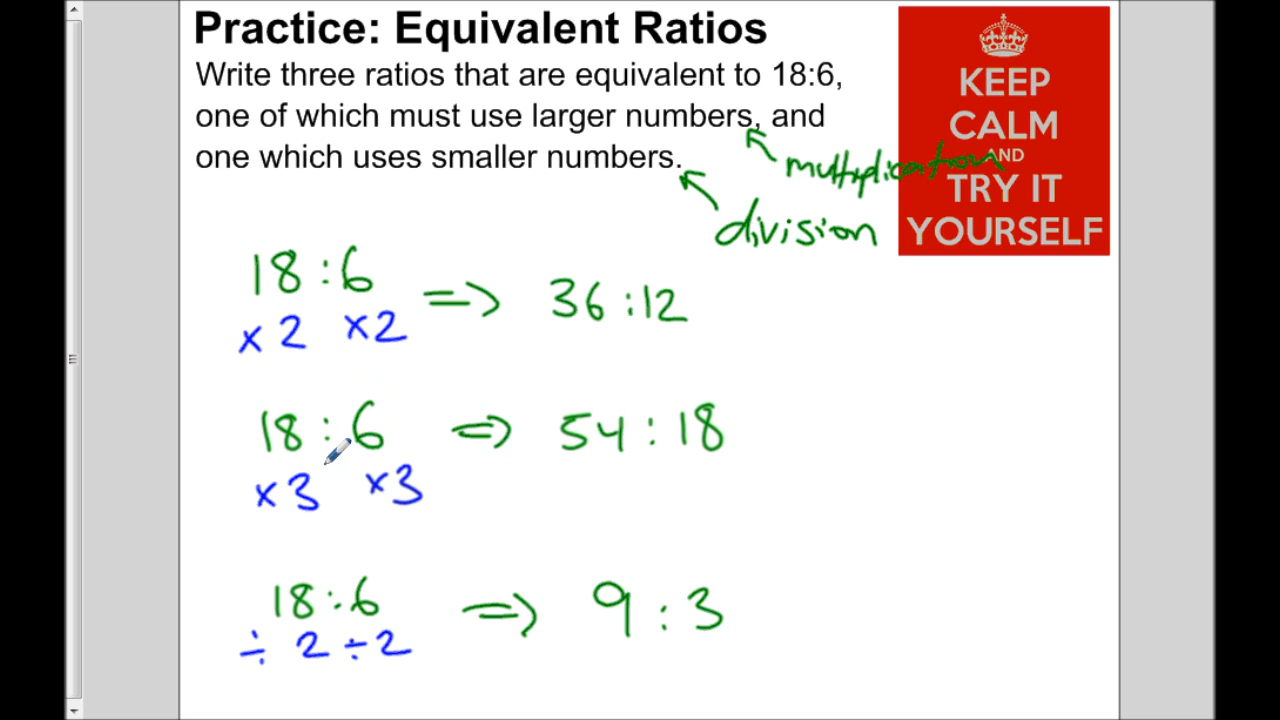 Practice: Equivalent Ratios
Write three ratios that are equivalent to 18:6,
one of which must use larger numbers, and
one which uses smaller numbers.
multiplication
division
KEEP
CALM
AND
TRY IT
YOURSELF
18:6 => 36:12
×2 ×2
18:6 => 54:18
×3 ×3
18:6 => 9:3
÷2 ÷2